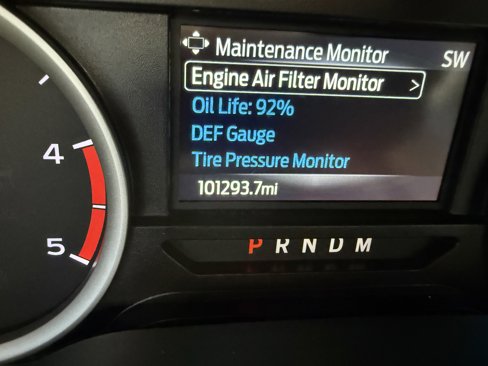 Maintenance Monitor
SW
Engine Air Filter Monitor >
Oil Life: 92%
DEF Gauge
Tire Pressure Monitor
101293.7mi
P R N D M
4
5